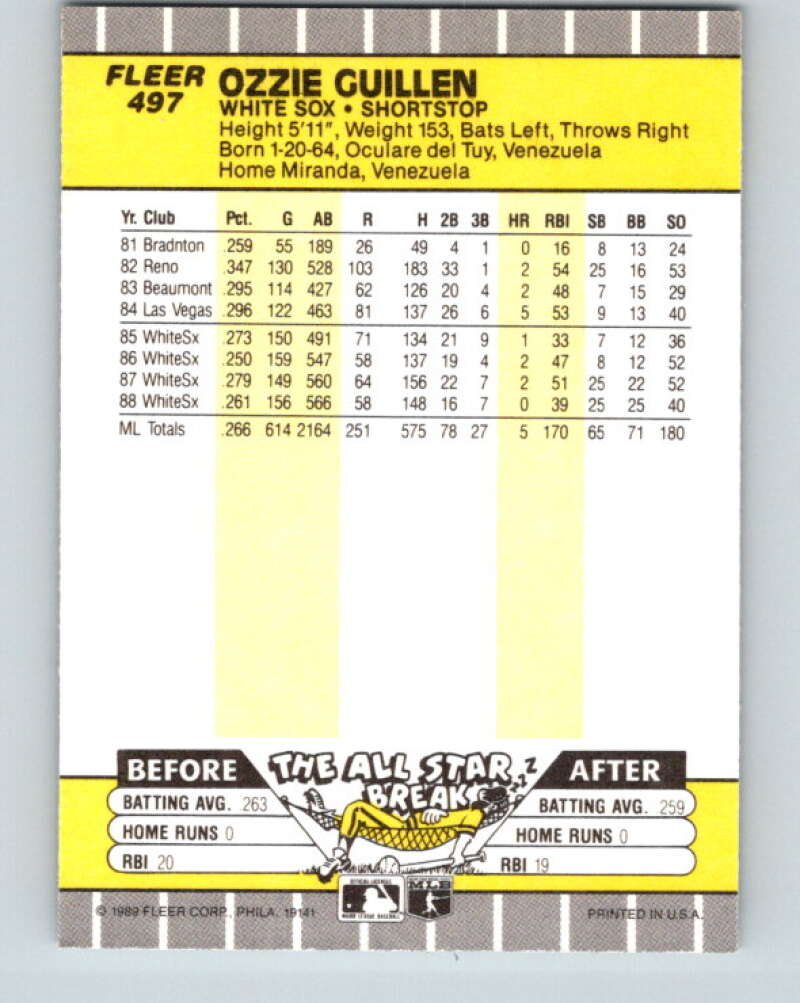 FLEER
497
OZZIE GUILLEN
WHITE SOX • SHORTSTOP
Height 5'11", Weight 153, Bats Left, Throws Right
Born 1-20-64, Oculare del Tuy, Venezuela
Home Miranda, Venezuela
Yr. Club Pct. G AB R H 2B 3B HR RBI SB BB SO
81 Bradnton .259 55 189 26 49 4 1 0 16 8 13 24
82 Reno .347 130 528 103 183 33 1 2 54 25 16 53
83 Beaumont .295 114 427 62 126 20 4 2 48 7 15 29
84 Las Vegas .296 122 463 81 137 26 6 5 53 9 13 40
85 WhiteSx .273 150 491 71 134 21 9 1 33 7 12 36
86 WhiteSx .250 159 547 58 137 19 4 2 47 8 12 52
87 WhiteSx .279 149 560 64 156 22 7 2 51 25 22 52
88 WhiteSx .261 156 566 58 148 16 7 0 39 25 25 40
ML Totals .266 614 2164 251 575 78 27 5 170 65 71 180
BEFORE THE ALL STAR BREAK AFTER
Z Z Z
BATTING AVG. .263 BATTING AVG. .259
HOME RUNS 0 HOME RUNS 0
RBI 20 RBI 19
OFFICIAL LICENSEE
MAJOR LEAGUE BASEBALL
MLB
© 1989 FLEER CORP., PHILA. 19141 PRINTED IN U.S.A.